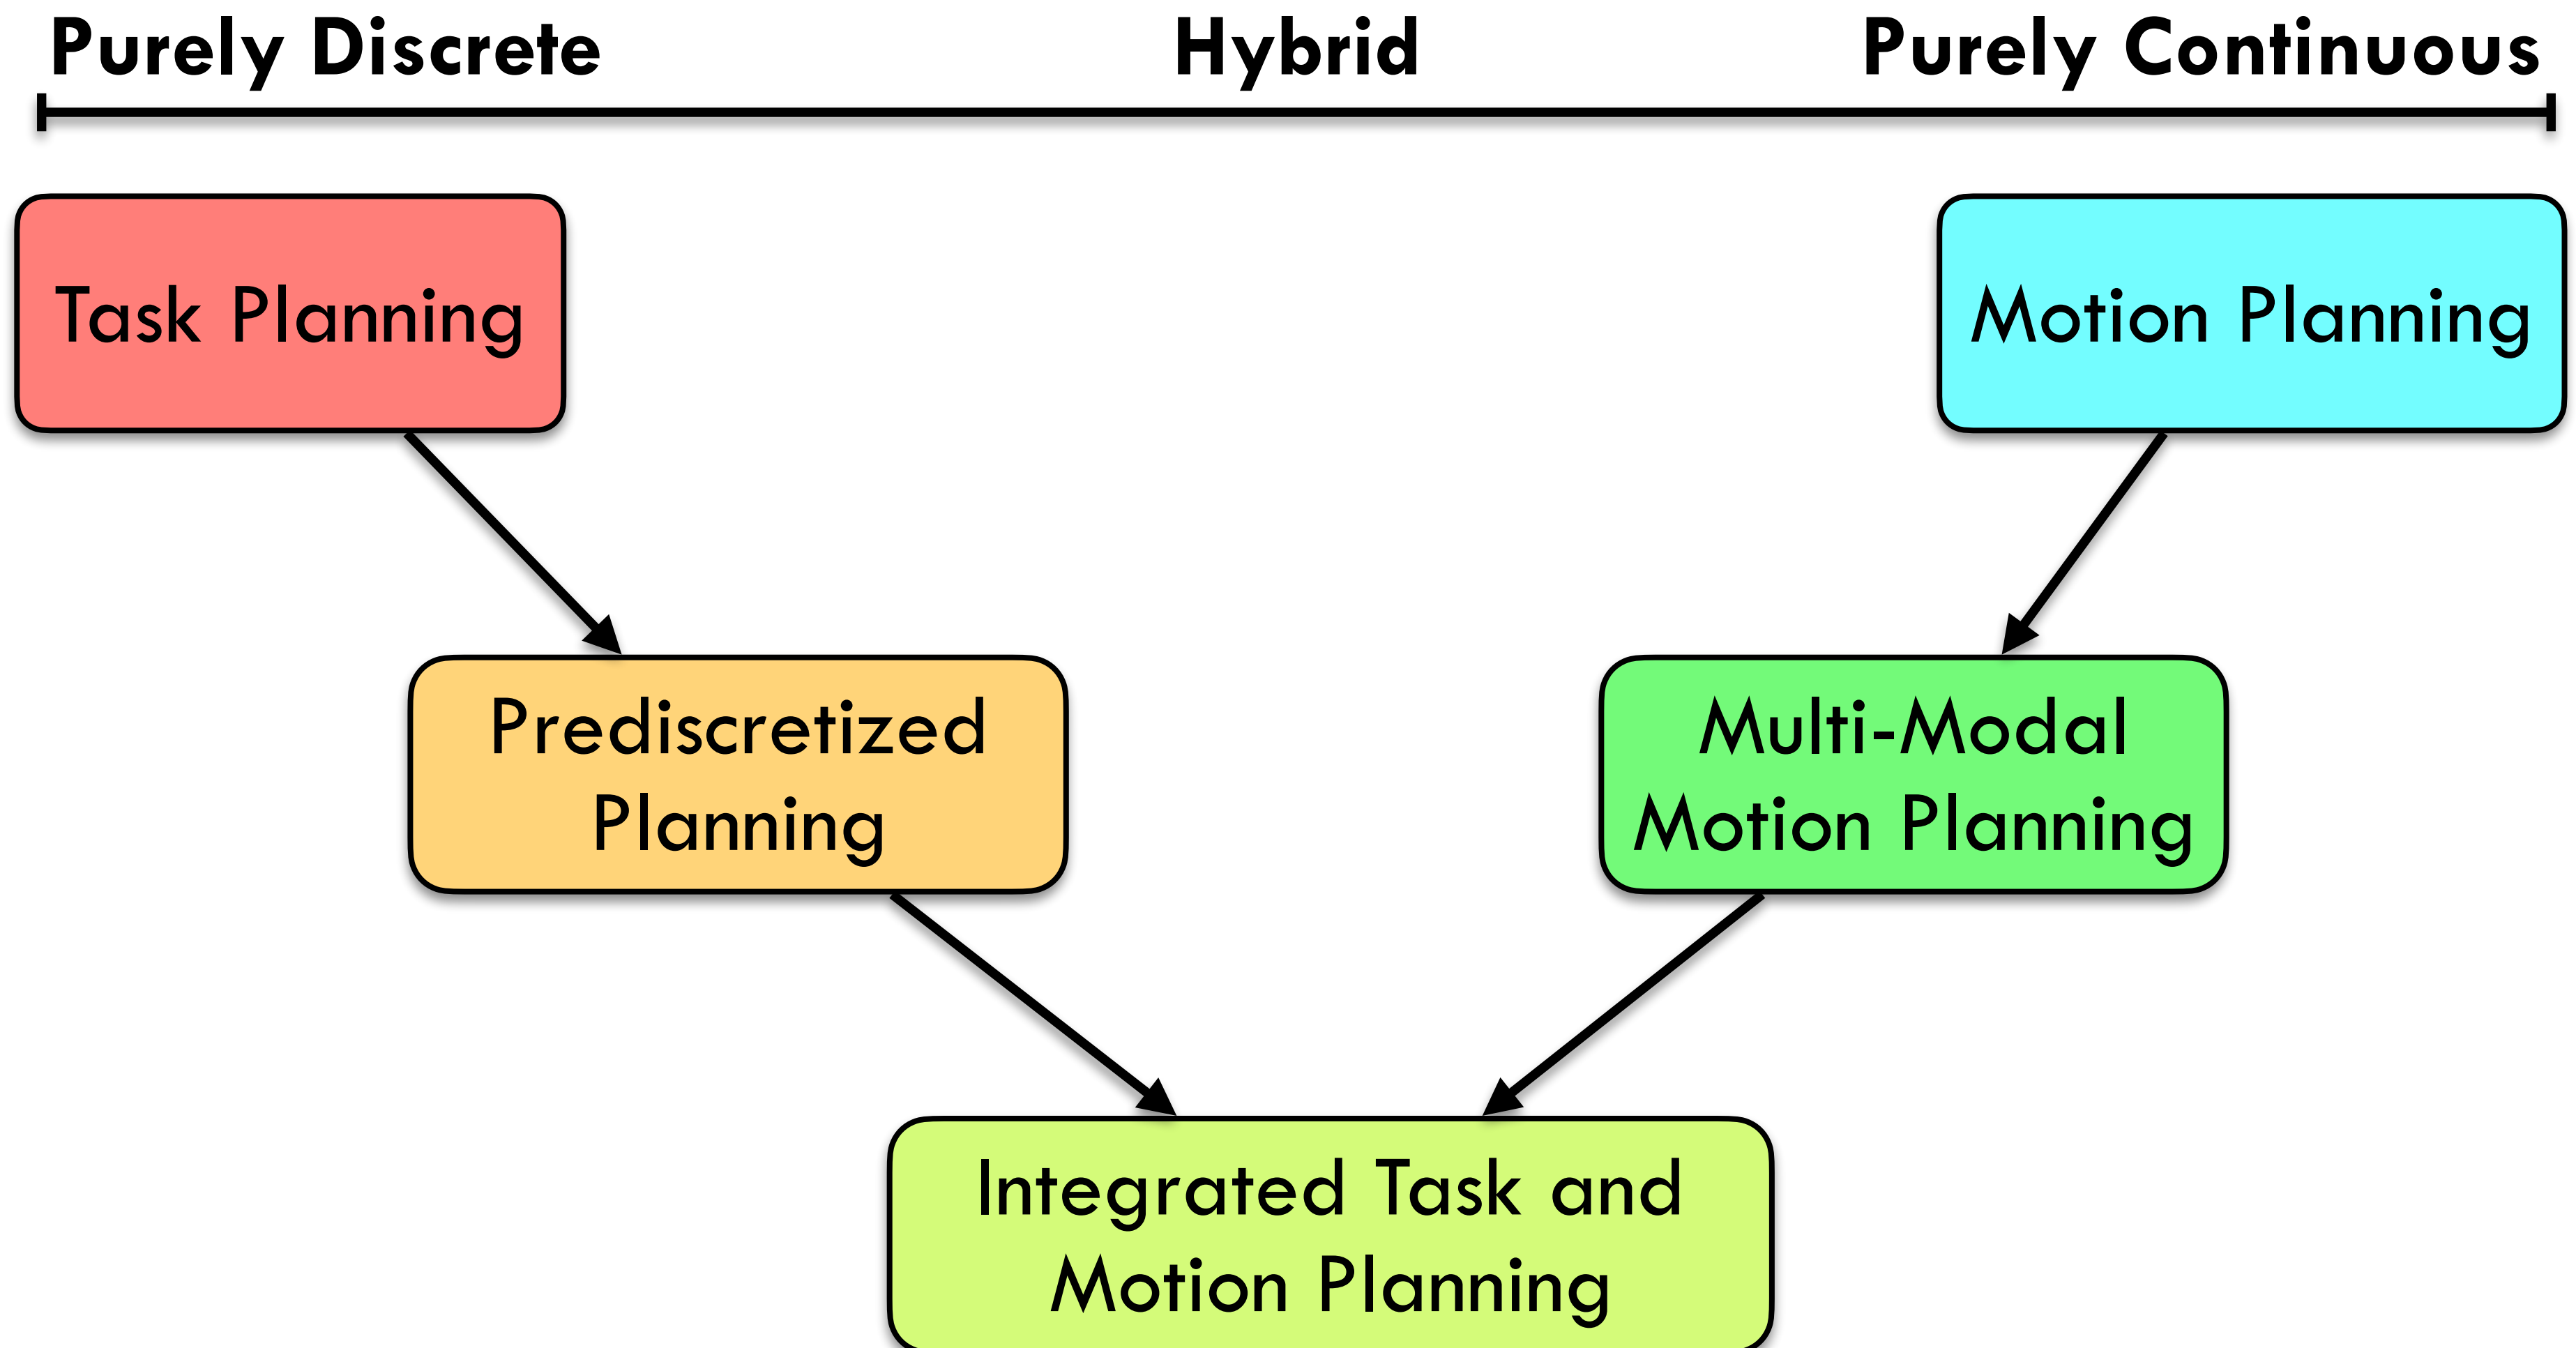 Purely Discrete
Hybrid
Purely Continuous
Task Planning
Motion Planning
Prediscretized
Planning
Multi-Modal
Motion Planning
Integrated Task and
Motion Planning